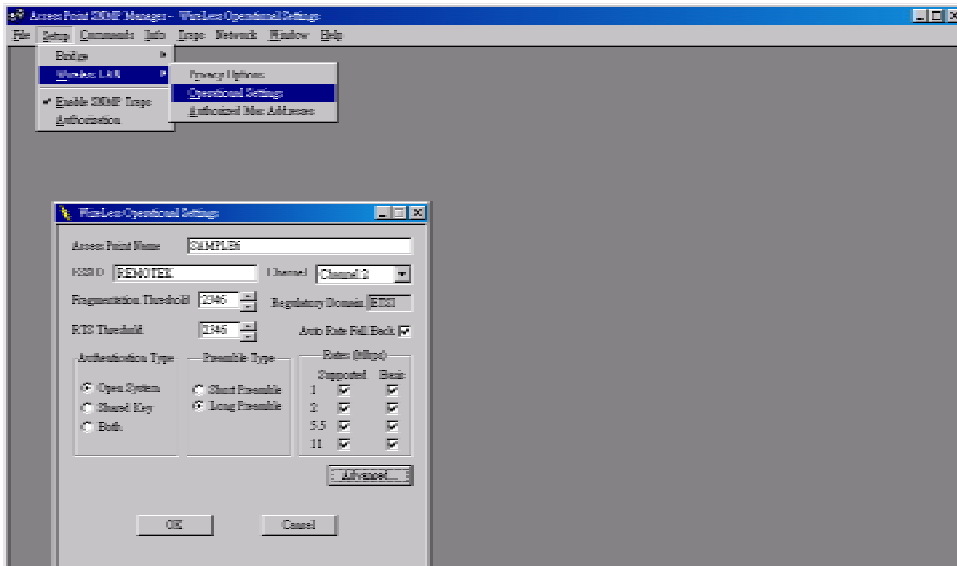 Access Point SNMP Manager - WireLess Operational Settings
File Setup Commands Info Traps Network Window Help
Bridge
Wireless LAN
Enable SNMP Traps
Authorization
Privacy Options
Operational Settings
Authorized Mac Addresses
WireLess Operational Settings
Access Point Name SAMPLE6
ESSID REMOTEK Channel Channel 2
Fragmentation Threshold 2346 Regulatory Domain ETSI
RTS Threshold 2346 Auto Rate Fall Back
Authentication Type Preamble Type Rates (Mbps)
Supported Basic
Open System Short Preamble 1
Shared Key Long Preamble 2
Both 5.5
11
Advanced...
OK Cancel